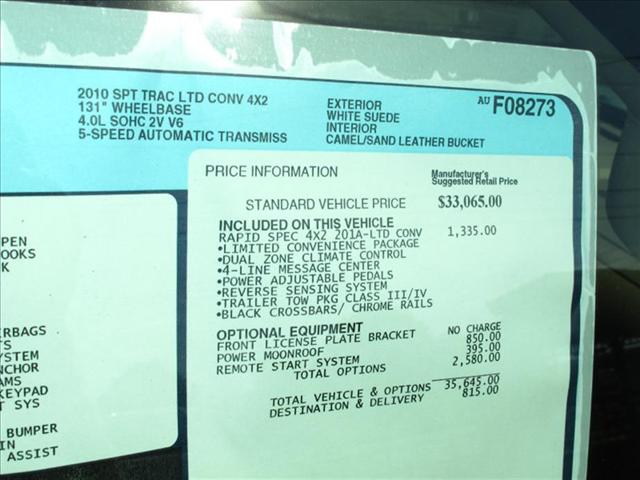 2010 SPT TRAC LTD CONV 4X2
131" WHEELBASE
4.0L SOHC 2V V6
5-SPEED AUTOMATIC TRANSMISS
EXTERIOR
WHITE SUEDE
INTERIOR
CAMEL/SAND LEATHER BUCKET
AU F08273
PRICE INFORMATION
Manufacturer's
Suggested Retail Price
STANDARD VEHICLE PRICE $33,065.00
INCLUDED ON THIS VEHICLE
RAPID SPEC 4X2 201A-LTD CONV 1,335.00
•LIMITED CONVENIENCE PACKAGE
•DUAL ZONE CLIMATE CONTROL
•4-LINE MESSAGE CENTER
•POWER ADJUSTABLE PEDALS
•REVERSE SENSING SYSTEM
•TRAILER TOW PKG CLASS III/IV
•BLACK CROSSBARS/ CHROME RAILS
OPTIONAL EQUIPMENT
FRONT LICENSE PLATE BRACKET NO CHARGE
POWER MOONROOF 850.00
REMOTE START SYSTEM 395.00
TOTAL OPTIONS 2,580.00
TOTAL VEHICLE & OPTIONS 35,645.00
DESTINATION & DELIVERY 815.00
PEN
OOKS
K
ERBAGS
TS
YSTEM
NCHOR
AMS
KEYPAD
T SYS
BUMPER
IN
ASSIST